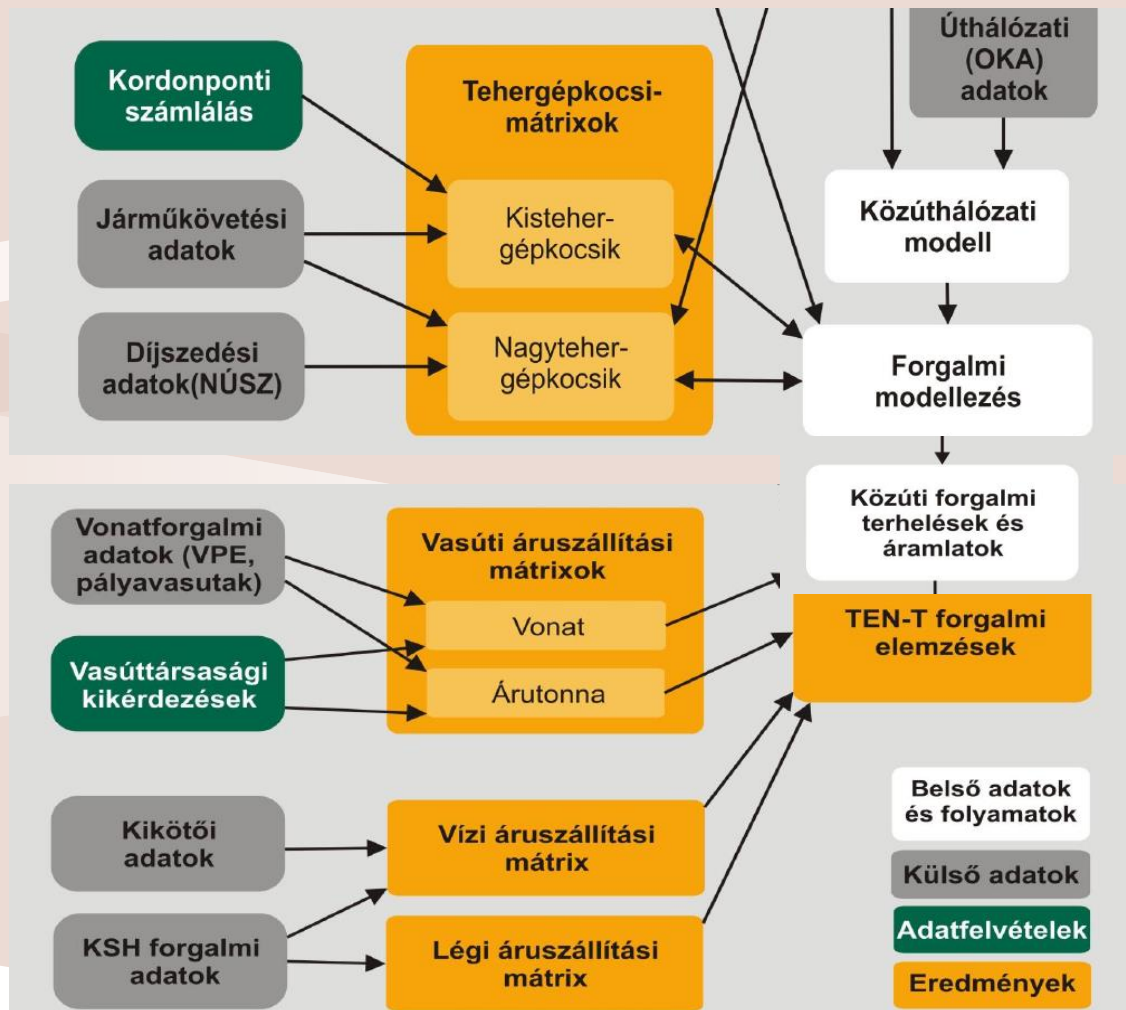 Kordonponti
számlálás
Járműkövetési
adatok
Díjszedési
adatok(NÚSZ)
Tehergépkocsi-
mátrixok
Kisteher-
gépkocsik
Nagyteher-
gépkocsik
Úthálózati
(OKA)
adatok
Közúthálózati
modell
Forgalmi
modellezés
Közúti forgalmi
terhelések és
áramlatok
TEN-T forgalmi
elemzések
Vonatforgalmi
adatok (VPE,
pályavasutak)
Vasúttársasági
kikérdezések
Vasúti áruszállítási
mátrixok
Vonat
Árutonna
Kikötői
adatok
KSH forgalmi
adatok
Vízi áruszállítási
mátrix
Légi áruszállítási
mátrix
Belső adatok
és folyamatok
Külső adatok
Adatfelvételek
Eredmények